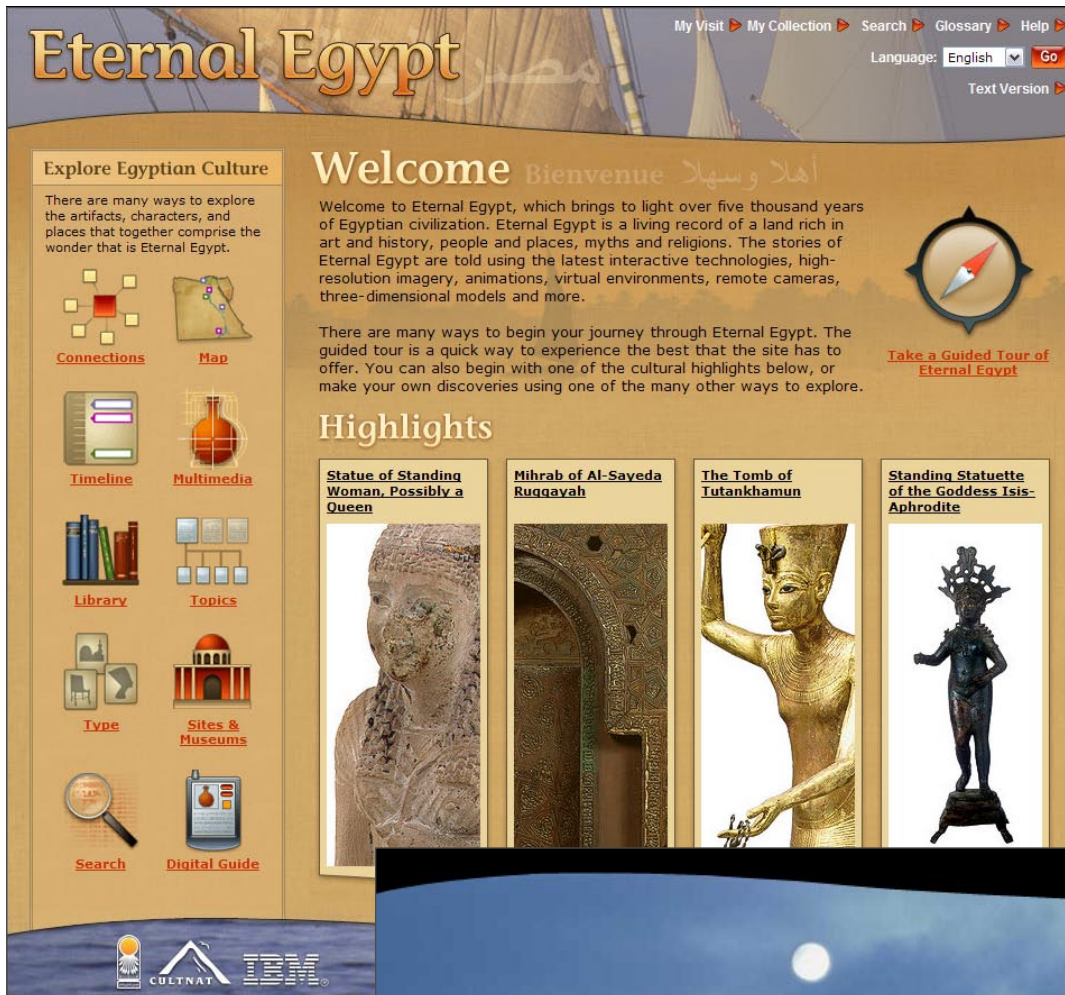 Eternal Egypt
مصر الخالدة
My Visit My Collection Search Glossary Help
Language: English Go
Text Version
Explore Egyptian Culture
There are many ways to explore
the artifacts, characters, and
places that together comprise the
wonder that is Eternal Egypt.
Connections Map
Timeline Multimedia
Library Topics
Type Sites &
Museums
Search Digital Guide
Welcome Bienvenue أهلا وسهلا
Welcome to Eternal Egypt, which brings to light over five thousand years
of Egyptian civilization. Eternal Egypt is a living record of a land rich in
art and history, people and places, myths and religions. The stories of
Eternal Egypt are told using the latest interactive technologies, high-
resolution imagery, animations, virtual environments, remote cameras,
three-dimensional models and more.
There are many ways to begin your journey through Eternal Egypt. The
guided tour is a quick way to experience the best that the site has to
offer. You can also begin with one of the cultural highlights below, or
make your own discoveries using one of the many other ways to explore.
Take a Guided Tour of
Eternal Egypt
Highlights
Statue of Standing
Woman, Possibly a
Queen
Mihrab of Al-Sayeda
Ruqqayah
The Tomb of
Tutankhamun
Standing Statuette
of the Goddess Isis-
Aphrodite
CULTNAT
IBM